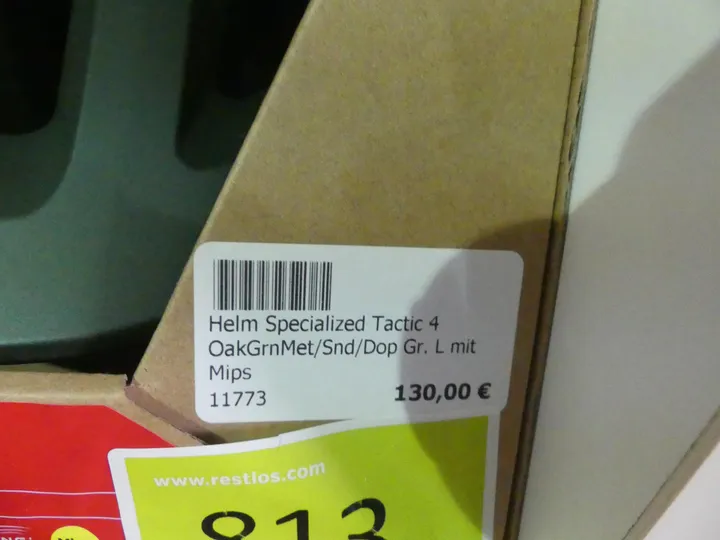 Helm Specialized Tactic 4
OakGrnMet/Snd/Dop Gr. L mit
Mips
11773 130,00 €
www.restlos.com
813